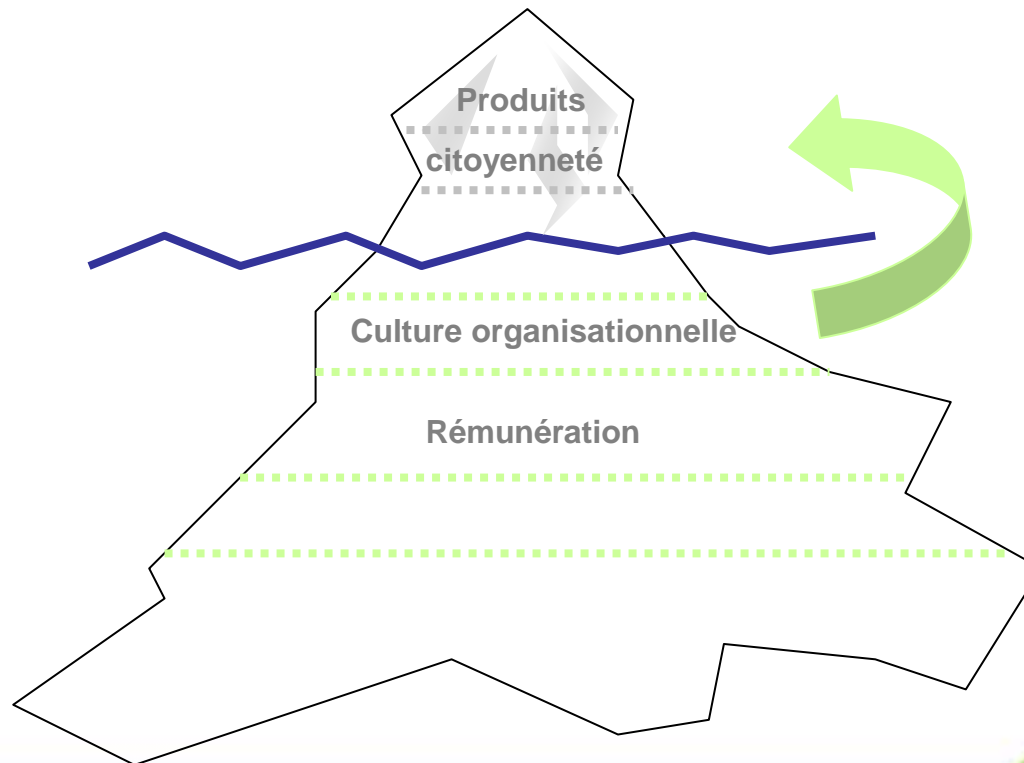 Produits
citoyenneté
Culture organisationnelle
Rémunération